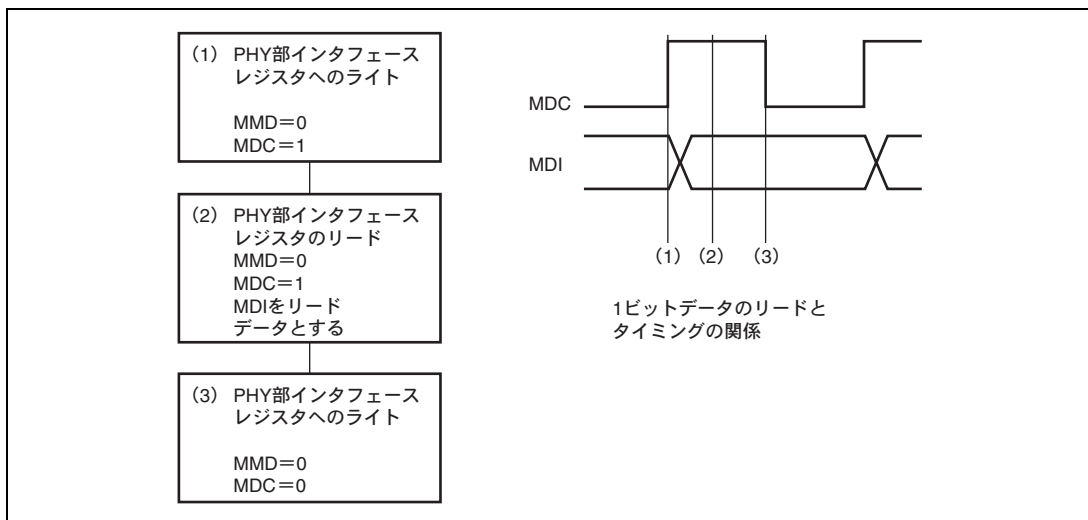 (1) PHY部インタフェース
レジスタへのライト
MMD=0
MDC=1
(2) PHY部インタフェース
レジスタのリード
MMD=0
MDC=1
MDIをリード
データとする
(3) PHY部インタフェース
レジスタへのライト
MMD=0
MDC=0
MDC
MDI
(1) (2) (3)
1ビットデータのリードと
タイミングの関係